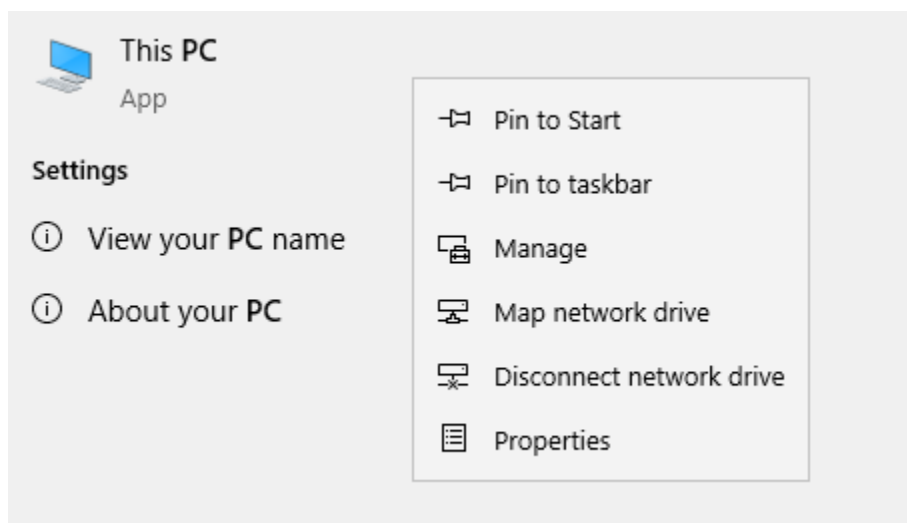 This PC
App
Settings
View your PC name
About your PC
Pin to Start
Pin to taskbar
Manage
Map network drive
Disconnect network drive
Properties